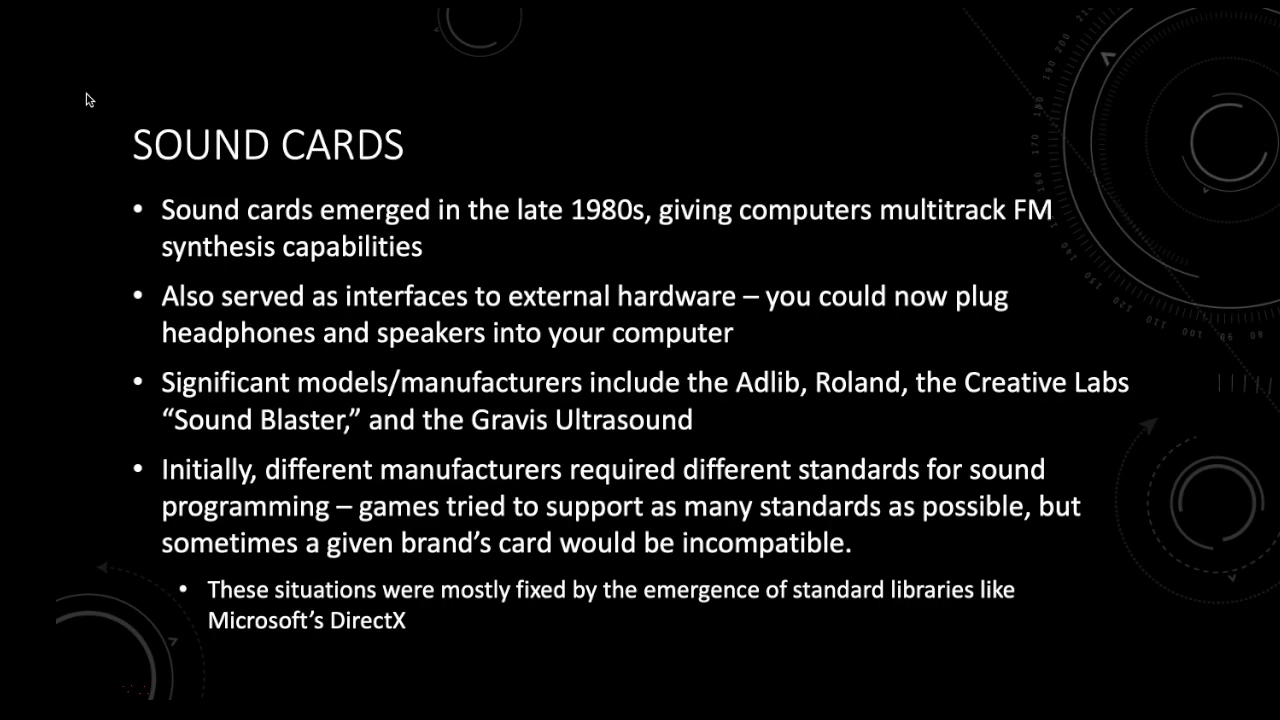 SOUND CARDS
• Sound cards emerged in the late 1980s, giving computers multitrack FM
synthesis capabilities
• Also served as interfaces to external hardware – you could now plug
headphones and speakers into your computer
• Significant models/manufacturers include the Adlib, Roland, the Creative Labs
“Sound Blaster,” and the Gravis Ultrasound
• Initially, different manufacturers required different standards for sound
programming – games tried to support as many standards as possible, but
sometimes a given brand’s card would be incompatible.
• These situations were mostly fixed by the emergence of standard libraries like
Microsoft’s DirectX